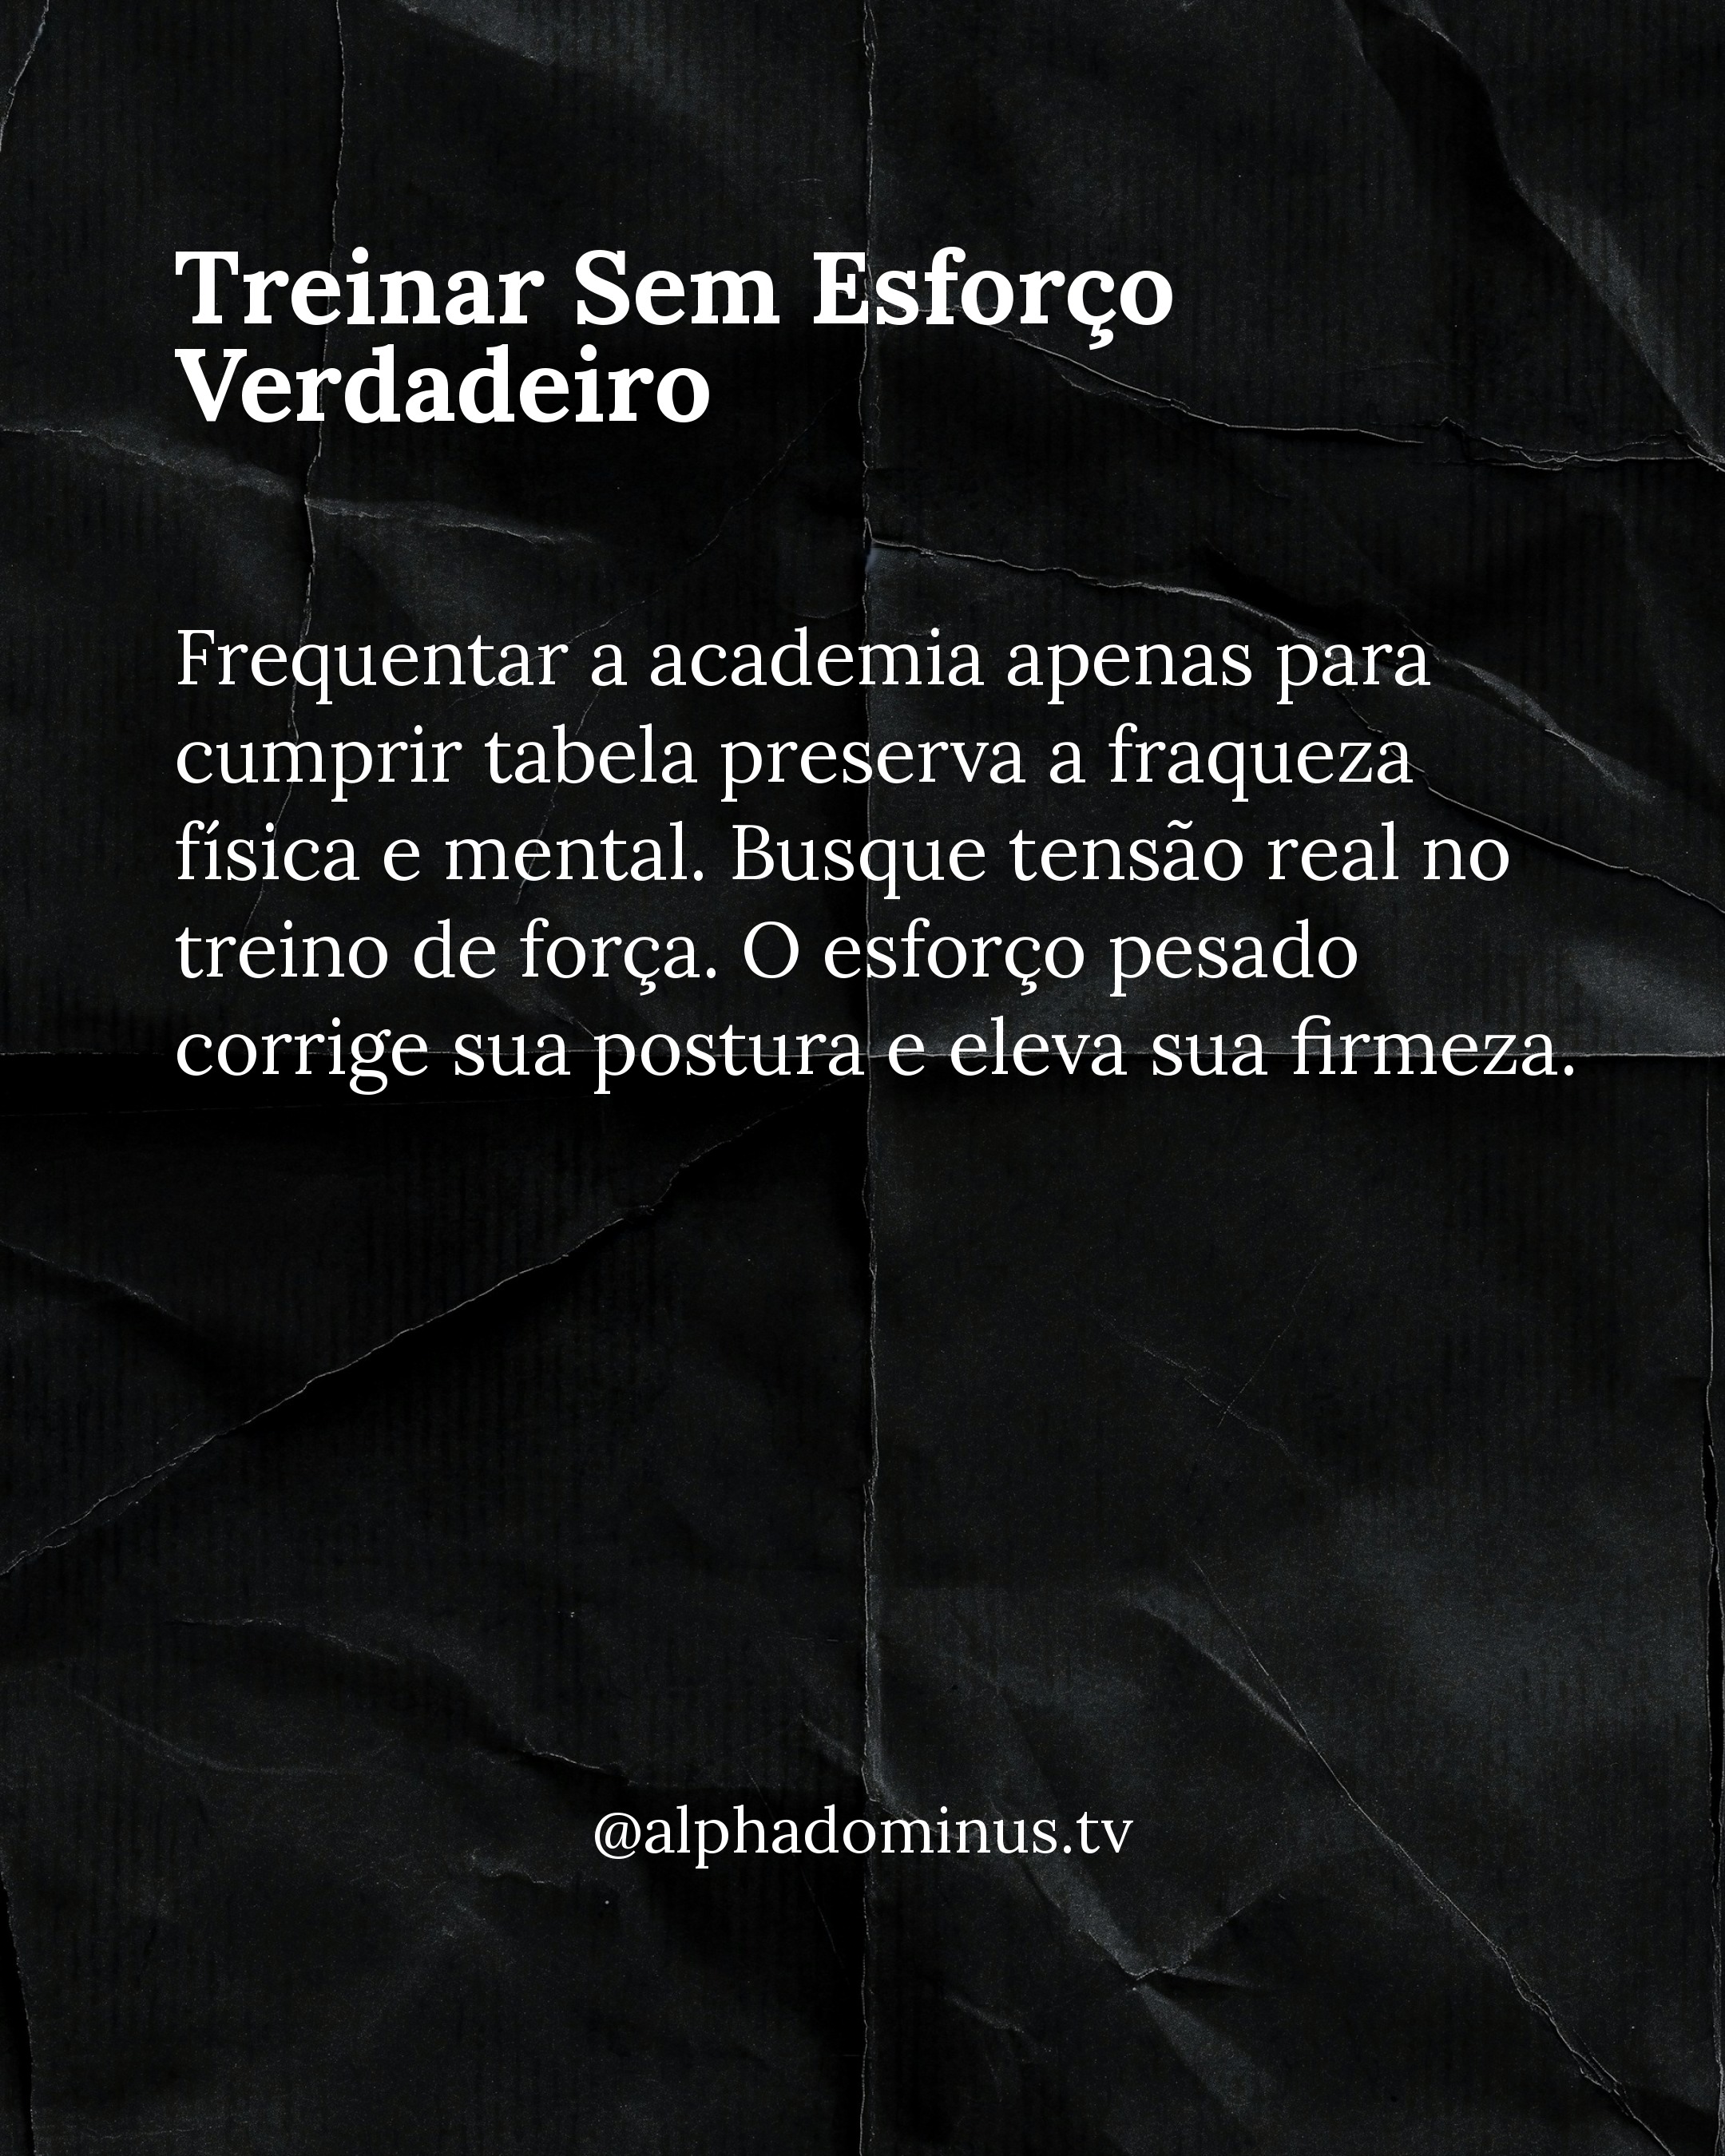 Treinar Sem Esforço
Verdadeiro
Frequentar a academia apenas para
cumprir tabela preserva a fraqueza
física e mental. Busque tensão real no
treino de força. O esforço pesado
corrige sua postura e eleva sua firmeza.
@alphadominus.tv